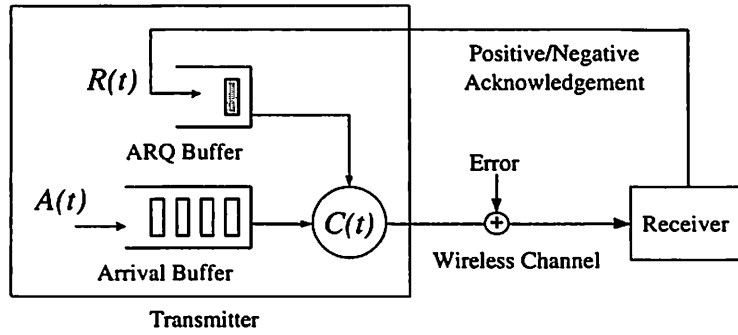 Positive/Negative
Acknowledgement
R(t)
ARQ Buffer
Error
A(t)
C(t)
Receiver
Wireless Channel
Arrival Buffer
Transmitter